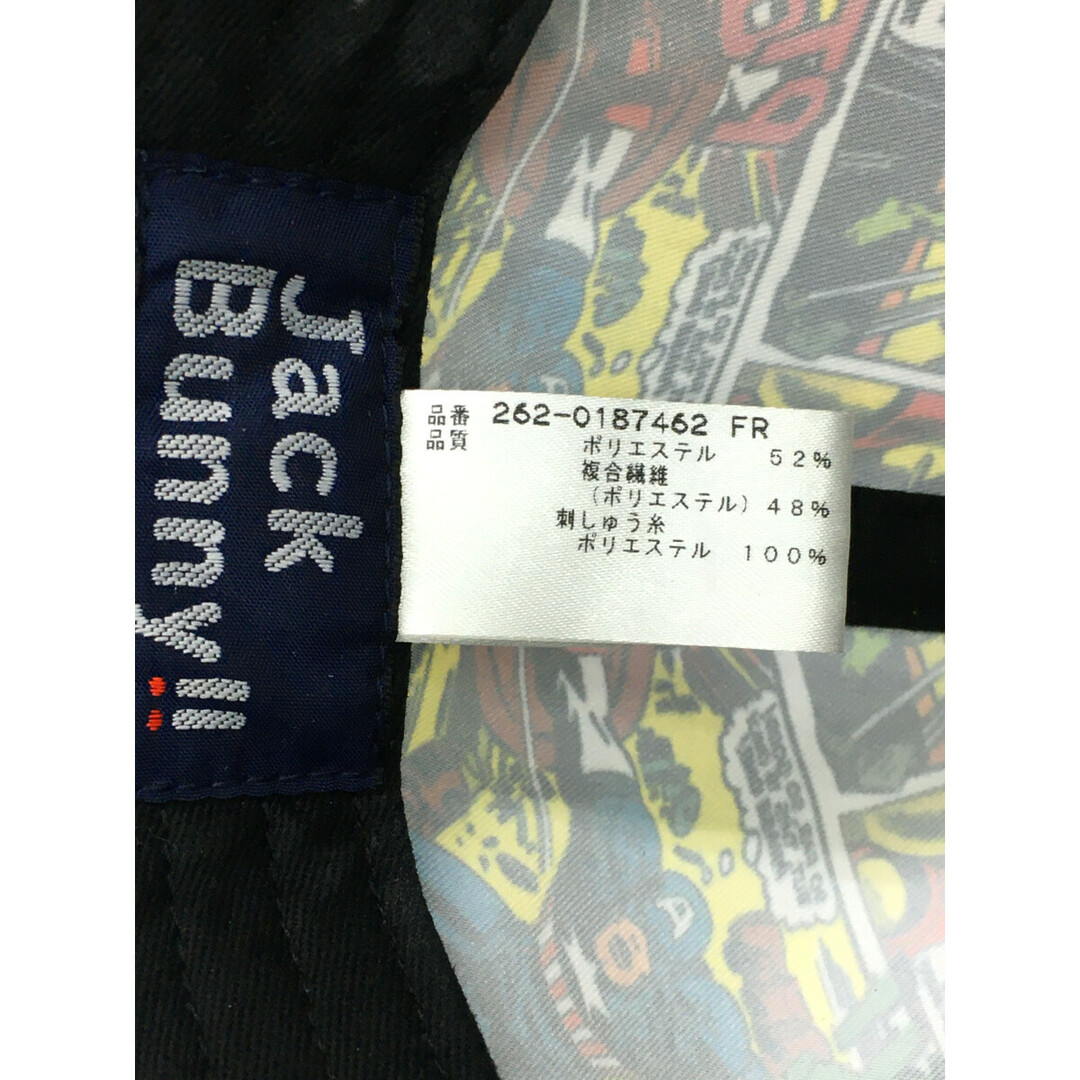 Jack
Bunny!!
品番 262-0187462 FR
品質 ポリエステル 52%
複合繊維
(ポリエステル) 48%
刺しゅう糸
ポリエステル 100%
A